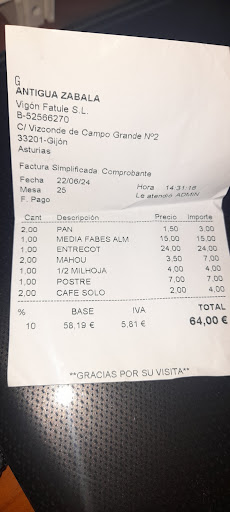 G
ANTIGUA ZABALA
Vigón Fatule S.L.
B-52566270
C/ Vizconde de Campo Grande Nº2
33201-Gijón
Asturias
Factura Simplificada Comprobante
Fecha 22/06/24 Hora 14:31:18
Mesa 25 Le atendió ADMIN
F. Pago
Cant Descripción Precio Importe
2,00 PAN 1,50 3,00
1,00 MEDIA FABES ALM 15,00 15,00
1,00 ENTRECOT 24,00 24,00
2,00 MAHOU 3,50 7,00
1,00 1/2 MILHOJA 4,00 4,00
1,00 POSTRE 7,00 7,00
2,00 CAFE SOLO 2,00 4,00
% BASE IVA TOTAL
10 58,19 € 5,81 € 64,00 €
**GRACIAS POR SU VISITA**